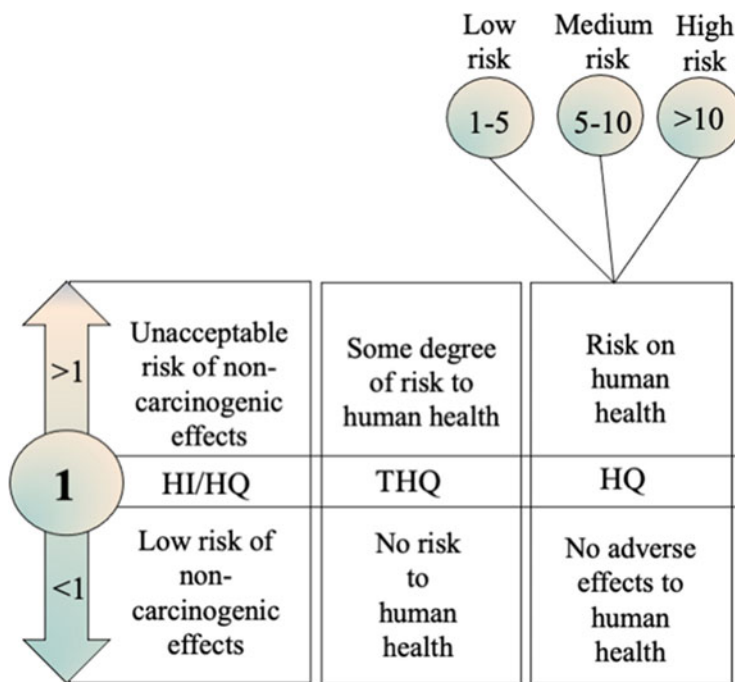 Low
risk
Medium
risk
High
risk
1-5
5-10
>10
>1
Unacceptable
risk of non-
carcinogenic
effects
Some degree
of risk to
human health
Risk on
human
health
1
HI/HQ
THQ
HQ
<1
Low risk of
non-
carcinogenic
effects
No risk
to
human
health
No adverse
effects to
human
health